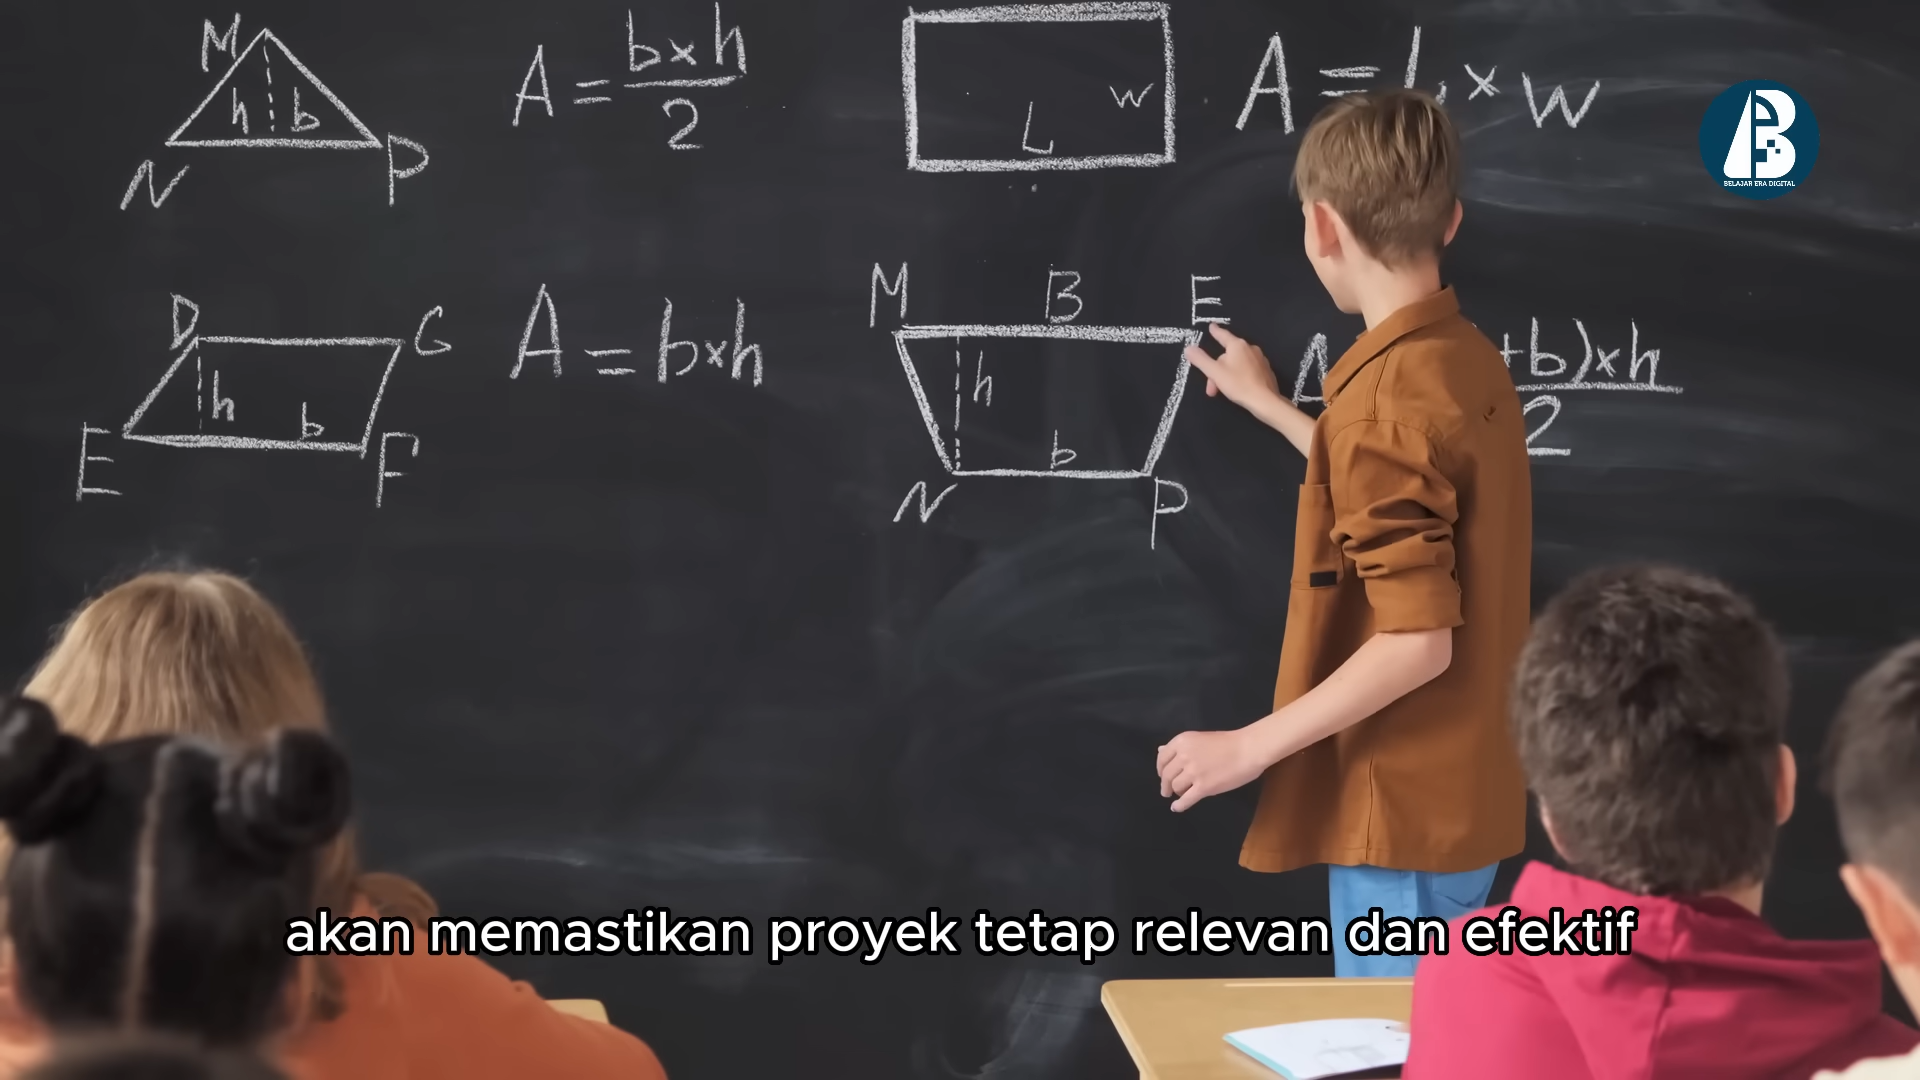 M
h b
N P
A = b×h
2
W
L
A = L × W
BELAJAR ERA DIGITAL
D G
h b
E F
A = b×h
M B E
h
b
N P
A +b)×h
2
akan memastikan proyek tetap relevan dan efektif